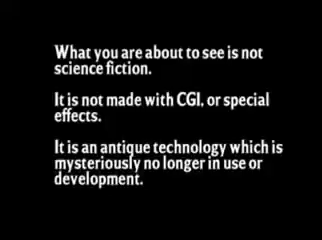 What you are about to see is not
science fiction.
It is not made with CGI, or special
effects.
It is an antique technology which is
mysteriously no longer in use or
development.